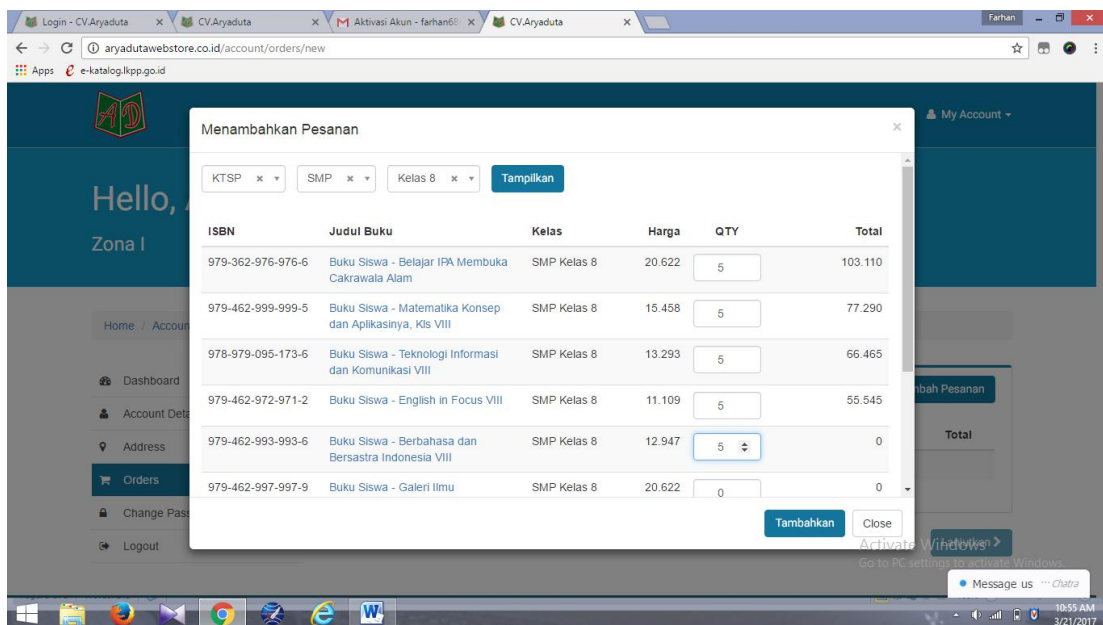 Login - CV.Aryaduta
CV.Aryaduta
Aktivasi Akun - farhan68
CV.Aryaduta
Farhan
aryadutawebstore.co.id/account/orders/new
Apps e-katalog.lkpp.go.id
AD
My Account
Menambahkan Pesanan
KTSP SMP Kelas 8 Tampilkan
Hello,
Zona I
ISBN Judul Buku Kelas Harga QTY Total
979-362-976-976-6 Buku Siswa - Belajar IPA Membuka SMP Kelas 8 20.622 5 103.110
Cakrawala Alam
979-462-999-999-5 Buku Siswa - Matematika Konsep SMP Kelas 8 15.458 5 77.290
dan Aplikasinya, Kls VIII
978-979-095-173-6 Buku Siswa - Teknologi Informasi SMP Kelas 8 13.293 5 66.465
dan Komunikasi VIII
979-462-972-971-2 Buku Siswa - English in Focus VIII SMP Kelas 8 11.109 5 55.545
979-462-993-993-6 Buku Siswa - Berbahasa dan SMP Kelas 8 12.947 5 0
Bersastra Indonesia VIII
979-462-997-997-9 Buku Siswa - Galeri Ilmu SMP Kelas 8 20.622 0 0
Tambahkan Close
Home / Accoun
Dashboard
Account Deta
Address
Orders
Change Pass
Logout
mbah Pesanan
Total
Activate Windows
Go to PC settings to activate Windows.
Message us Chatra
10:55 AM
3/21/2017